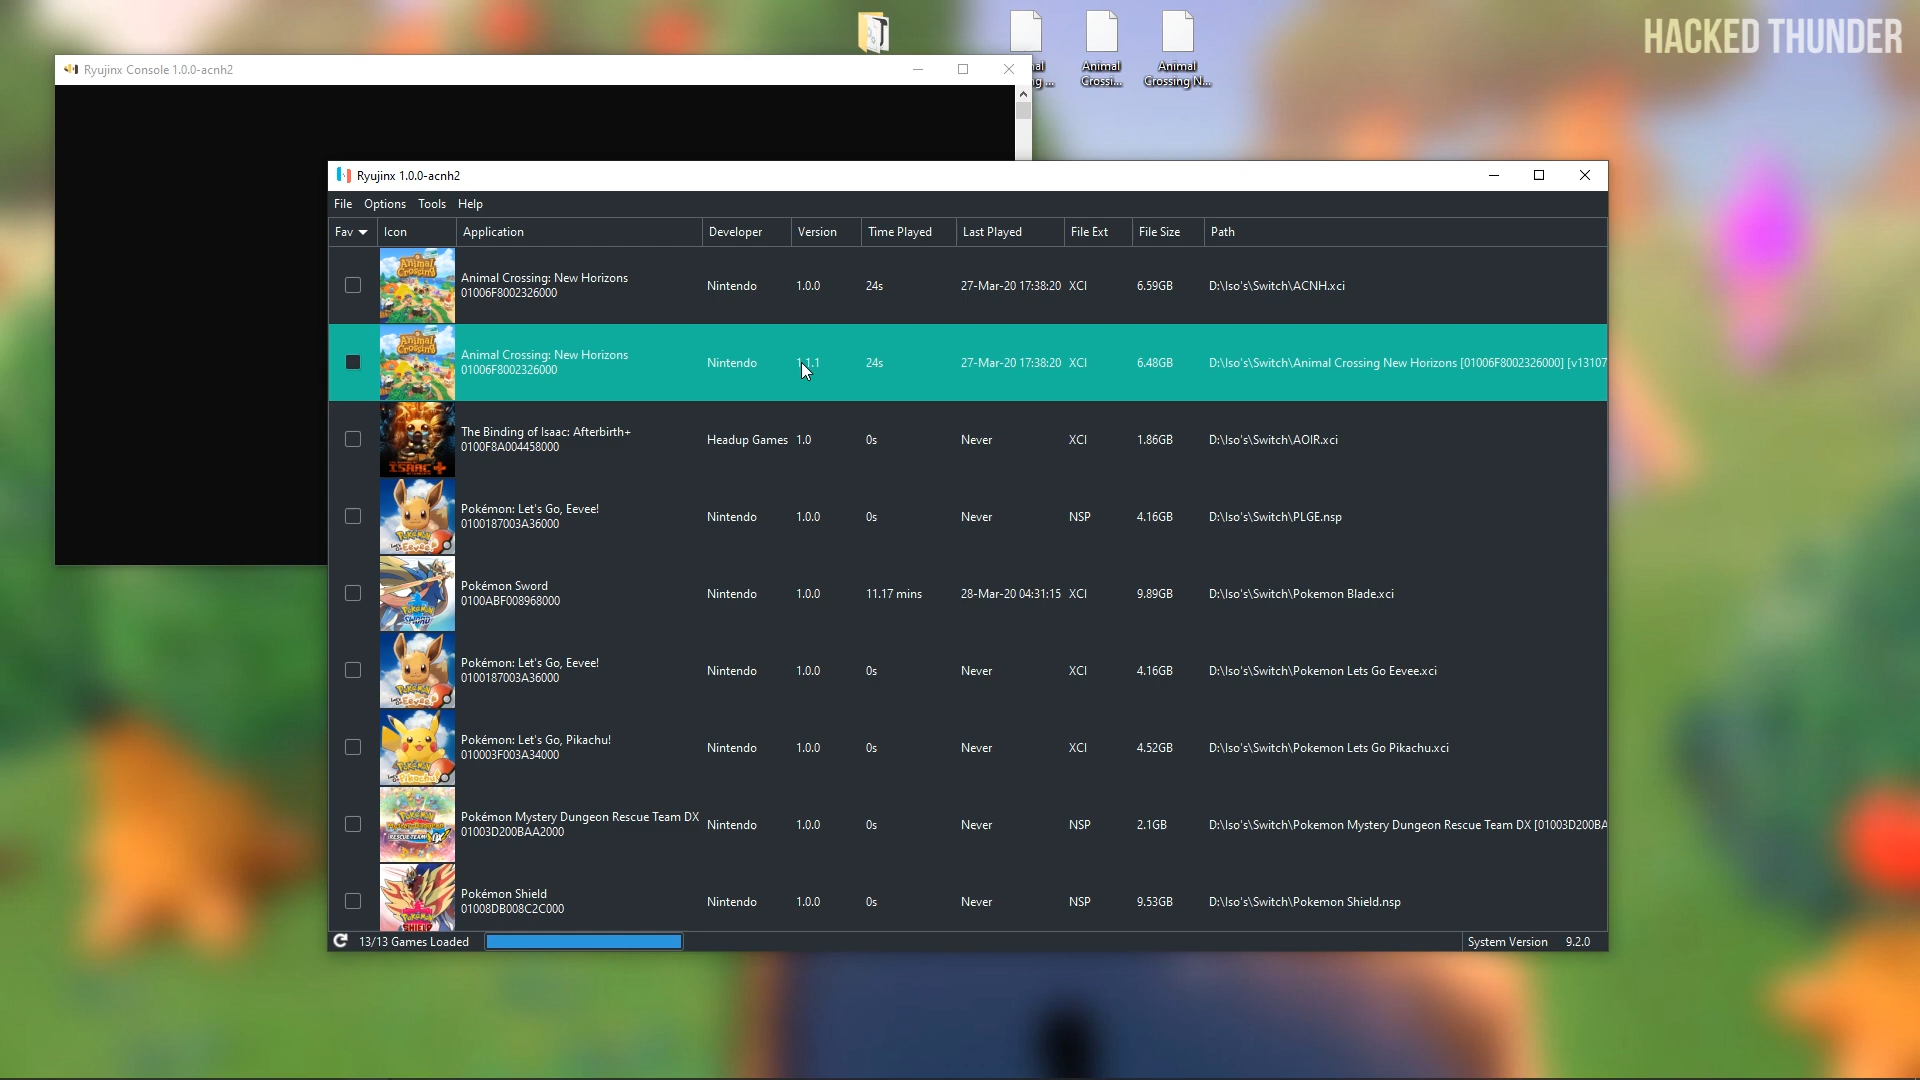 HACKED THUNDER
Ryujinx Console 1.0.0-acnh2
Animal Crossi...
Animal Crossing N...
Ryujinx 1.0.0-acnh2
File Options Tools Help
Fav Icon Application Developer Version Time Played Last Played File Ext File Size Path
Animal Crossing: New Horizons
01006F8002326000
Nintendo 1.0.0 24s 27-Mar-20 17:38:20 XCI 6.59GB D:\Iso's\Switch\ACNH.xci
Animal Crossing: New Horizons
01006F8002326000
Nintendo 1.1.1 24s 27-Mar-20 17:38:20 XCI 6.48GB D:\Iso's\Switch\Animal Crossing New Horizons [01006F8002326000] [v13107
The Binding of Isaac: Afterbirth+
0100F8A004458000
Headup Games 1.0 0s Never XCI 1.86GB D:\Iso's\Switch\AOIR.xci
Pokémon: Let's Go, Eevee!
0100187003A36000
Nintendo 1.0.0 0s Never NSP 4.16GB D:\Iso's\Switch\PLGE.nsp
Pokémon Sword
0100ABF008968000
Nintendo 1.0.0 11.17 mins 28-Mar-20 04:31:15 XCI 9.89GB D:\Iso's\Switch\Pokemon Blade.xci
Pokémon: Let's Go, Eevee!
0100187003A36000
Nintendo 1.0.0 0s Never XCI 4.16GB D:\Iso's\Switch\Pokemon Lets Go Eevee.xci
Pokémon: Let's Go, Pikachu!
010003F003A34000
Nintendo 1.0.0 0s Never XCI 4.52GB D:\Iso's\Switch\Pokemon Lets Go Pikachu.xci
Pokémon Mystery Dungeon Rescue Team DX
01003D200BAA2000
Nintendo 1.0.0 0s Never NSP 2.1GB D:\Iso's\Switch\Pokemon Mystery Dungeon Rescue Team DX [01003D200BA
Pokémon Shield
01008DB008C2C000
Nintendo 1.0.0 0s Never NSP 9.53GB D:\Iso's\Switch\Pokemon Shield.nsp
13/13 Games Loaded
System Version 9.2.0